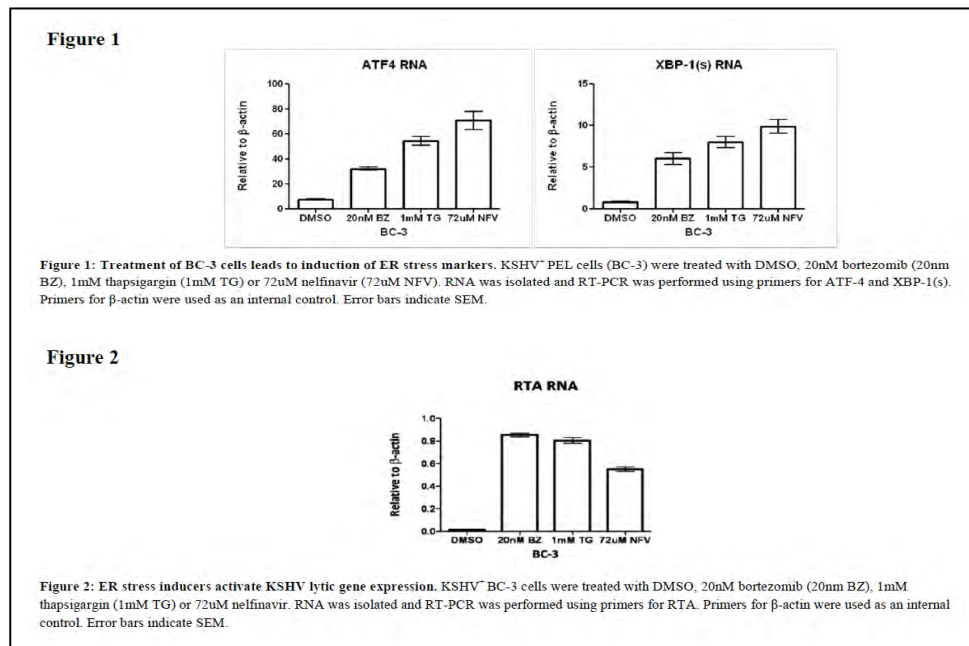 Figure 1
ATF4 RNA
Relative to β-actin
100
80
60
40
20
0
DMSO 20nM BZ 1mM TG 72uM NFV
BC-3
XBP-1(s) RNA
Relative to β-actin
15
10
5
0
DMSO 20nM BZ 1mM TG 72uM NFV
BC-3
Figure 1: Treatment of BC-3 cells leads to induction of ER stress markers. KSHV⁺ PEL cells (BC-3) were treated with DMSO, 20nM bortezomib (20nm
BZ), 1mM thapsigargin (1mM TG) or 72uM nelfinavir (72uM NFV). RNA was isolated and RT-PCR was performed using primers for ATF-4 and XBP-1(s).
Primers for β-actin were used as an internal control. Error bars indicate SEM.
Figure 2
RTA RNA
Relative to β-actin
1.0
0.8
0.6
0.4
0.2
0.0
DMSO 20nM BZ 1mM TG 72uM NFV
BC-3
Figure 2: ER stress inducers activate KSHV lytic gene expression. KSHV⁺ BC-3 cells were treated with DMSO, 20nM bortezomib (20nm BZ), 1mM
thapsigargin (1mM TG) or 72uM nelfinavir. RNA was isolated and RT-PCR was performed using primers for RTA. Primers for β-actin were used as an internal
control. Error bars indicate SEM.